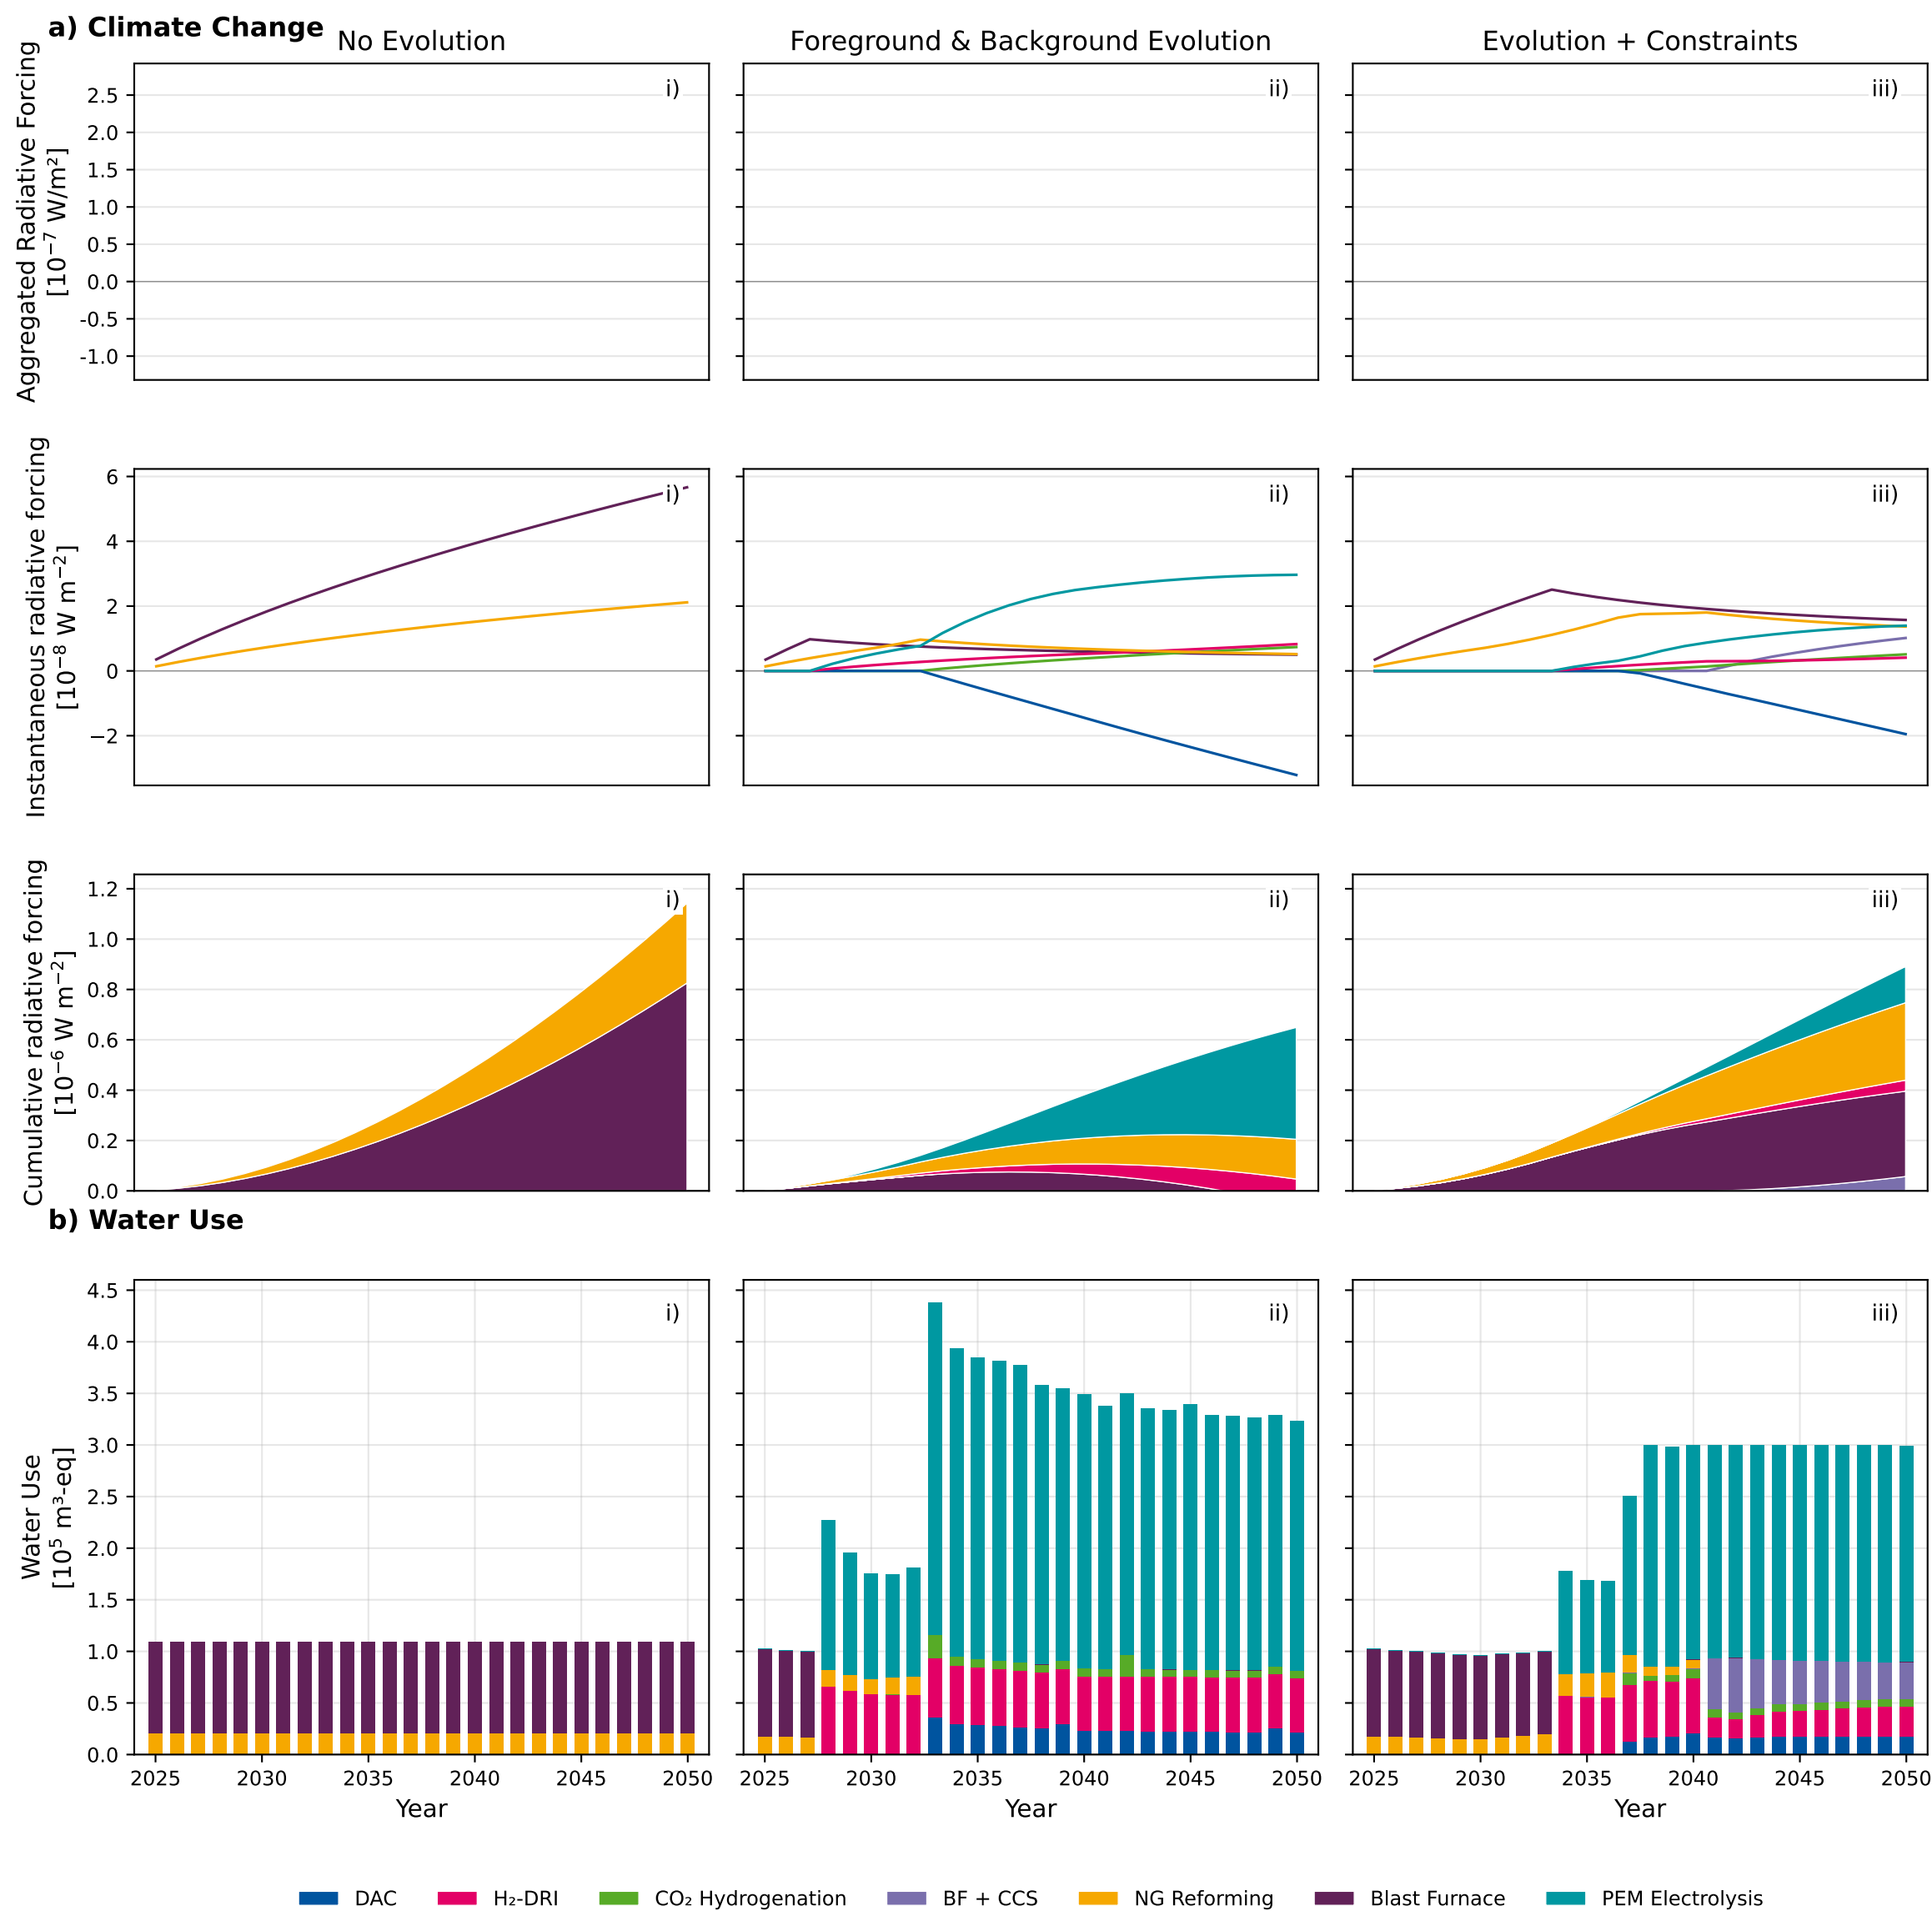 a) Climate Change
No Evolution
Foreground & Background Evolution
Evolution + Constraints
Aggregated Radiative Forcing
[10⁻⁷ W/m²]
2.5
2.0
1.5
1.0
0.5
0.0
-0.5
-1.0
i)
ii)
iii)
Instantaneous radiative forcing
[10⁻⁸ W m⁻²]
6
4
2
0
−2
i)
ii)
iii)
Cumulative radiative forcing
[10⁻⁶ W m⁻²]
1.2
1.0
0.8
0.6
0.4
0.2
0.0
i)
ii)
iii)
b) Water Use
Water Use
[10⁵ m³-eq]
4.5
4.0
3.5
3.0
2.5
2.0
1.5
1.0
0.5
0.0
i)
ii)
iii)
2025 2030 2035 2040 2045 2050
2025 2030 2035 2040 2045 2050
2025 2030 2035 2040 2045 2050
Year
Year
Year
DAC
H₂-DRI
CO₂ Hydrogenation
BF + CCS
NG Reforming
Blast Furnace
PEM Electrolysis